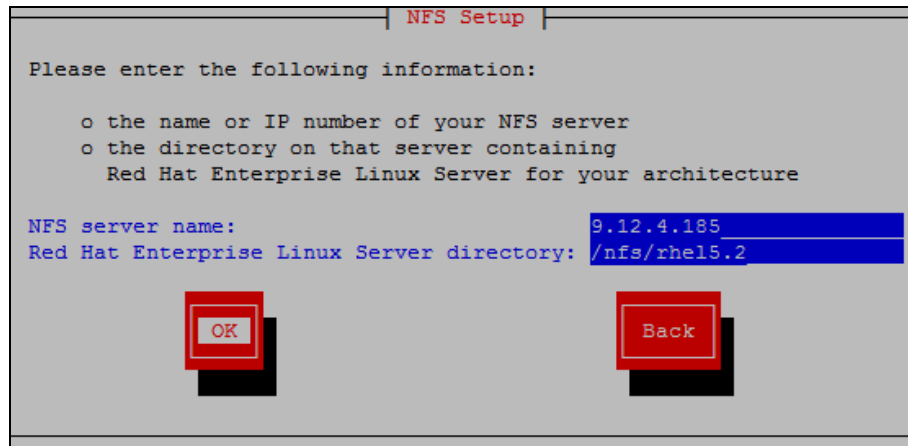 NFS Setup
Please enter the following information:
o the name or IP number of your NFS server
o the directory on that server containing
Red Hat Enterprise Linux Server for your architecture
NFS server name: 9.12.4.185
Red Hat Enterprise Linux Server directory: /nfs/rhel5.2
OK Back